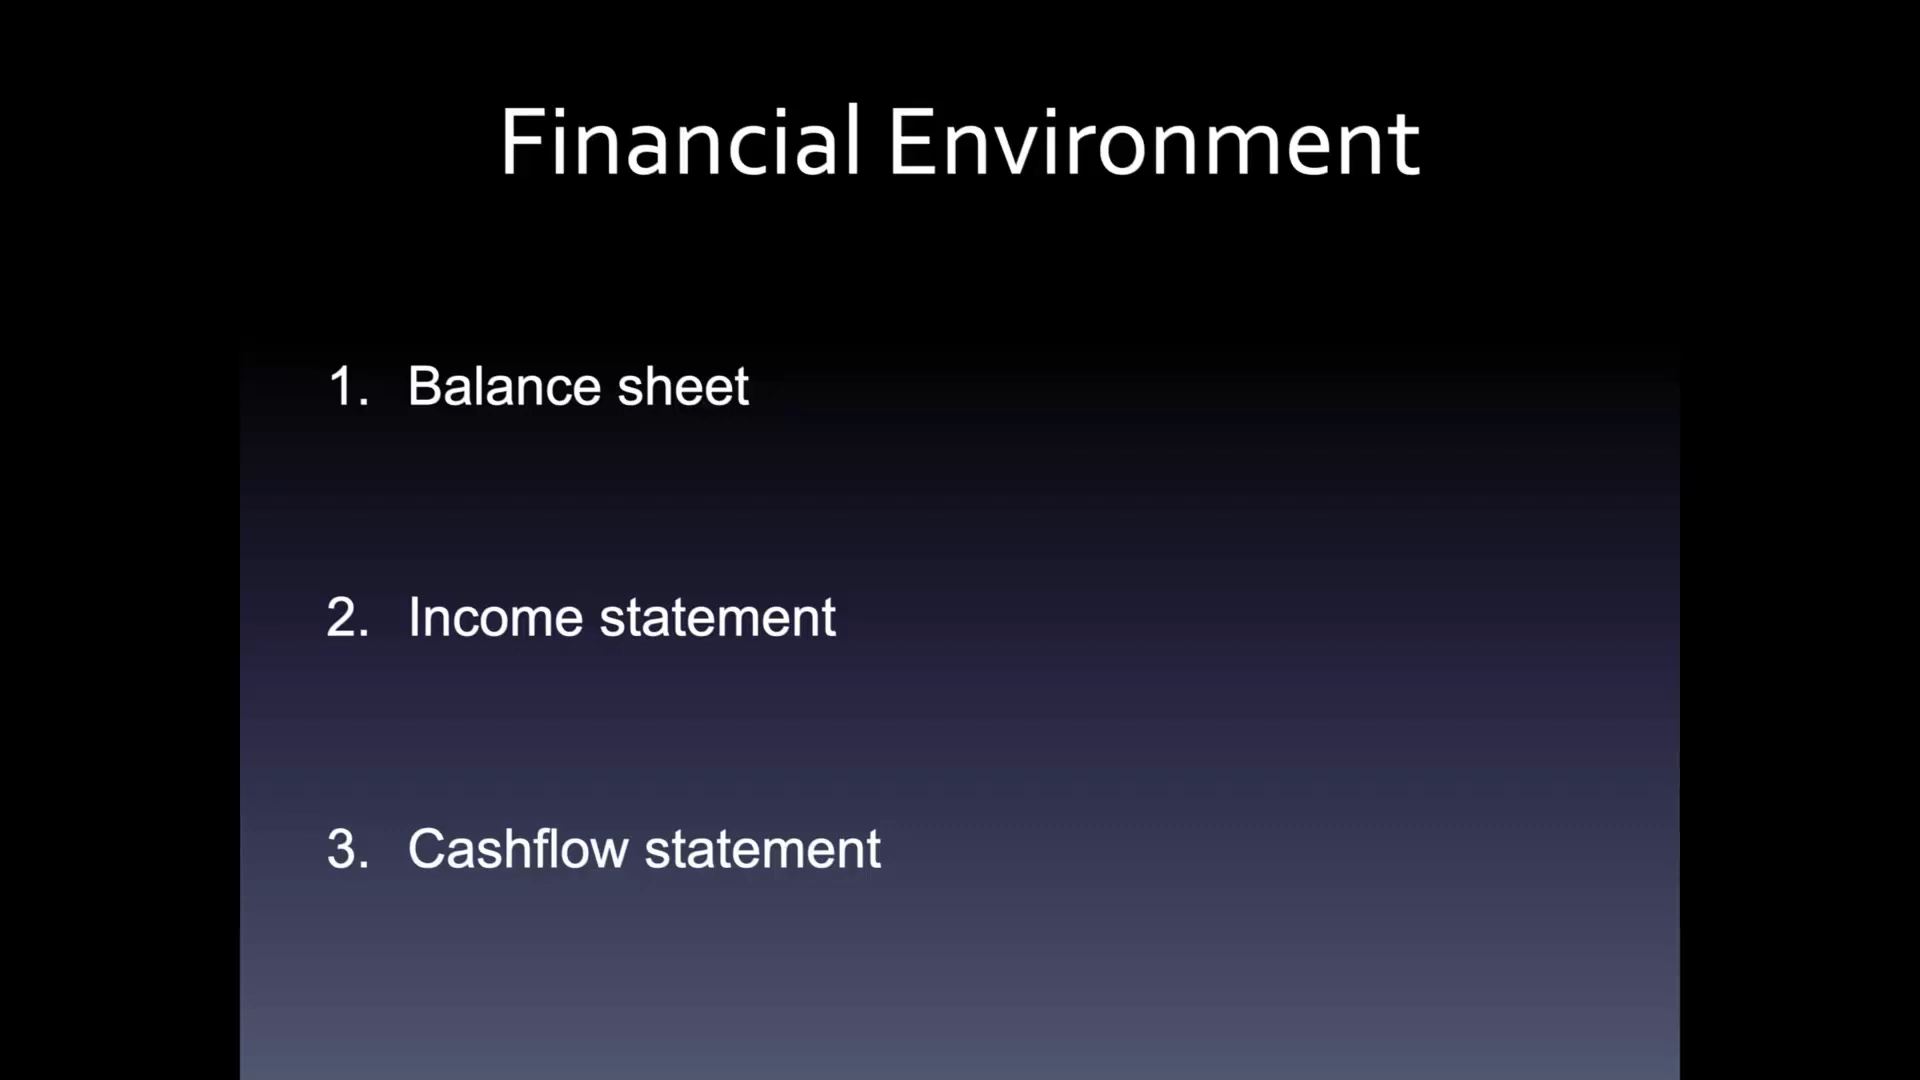 Financial Environment
1. Balance sheet
2. Income statement
3. Cashflow statement